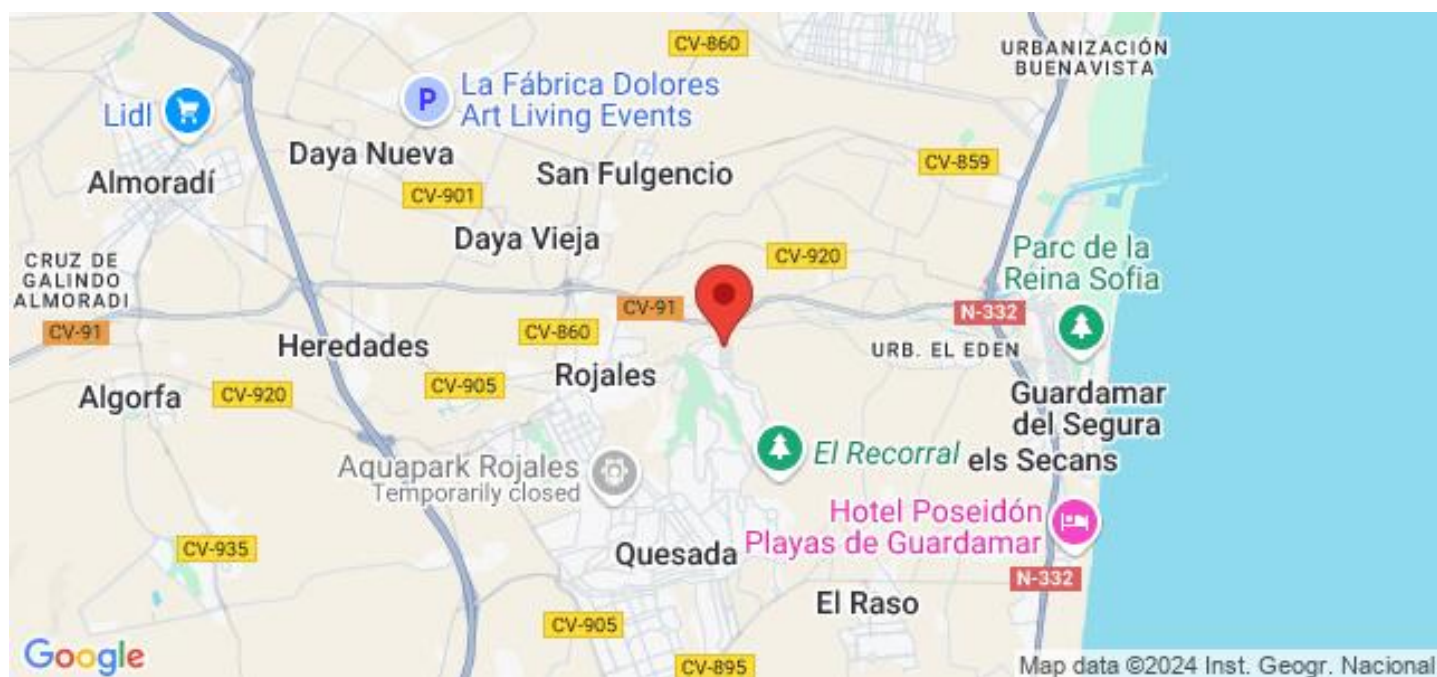 CV-860
URBANIZACIÓN
BUENAVISTA
La Fábrica Dolores
Art Living Events
P
Lidl
Daya Nueva
CV-859
San Fulgencio
Almoradí
CV-901
Daya Vieja
CV-920
Parc de la
Reina Sofia
CRUZ DE
GALINDO
ALMORADI
CV-91
N-332
CV-91
CV-860
Heredades
URB. EL EDEN
Rojales
CV-905
Algorfa
CV-920
Guardamar
del Segura
El Recorral
els Secans
Aquapark Rojales
Temporarily closed
Hotel Poseidón
Playas de Guardamar
CV-935
Quesada
N-332
El Raso
CV-905
Google
CV-895
Map data ©2024 Inst. Geogr. Nacional